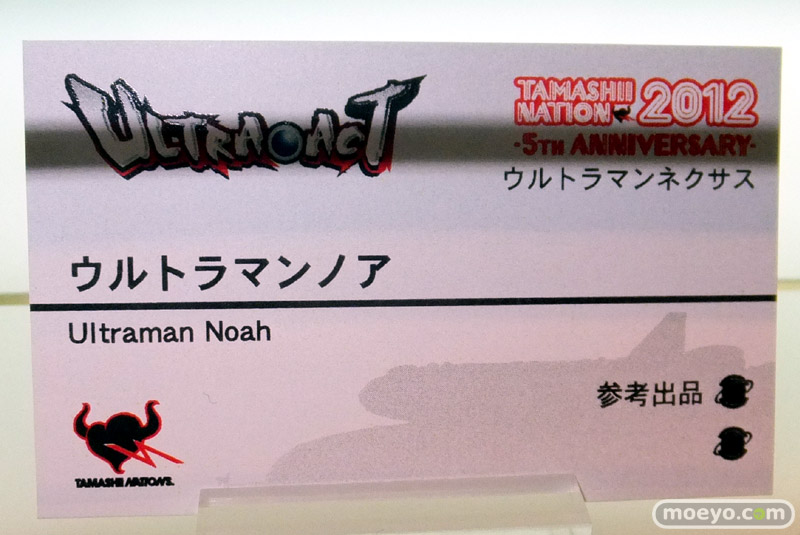 ULTRA-ACT
TAMASHII
NATION 2012
-5TH ANNIVERSARY-
ウルトラマンネクサス
ウルトラマンノア
Ultraman Noah
参考出品
TAMASHII NATIONS
moeyo.com